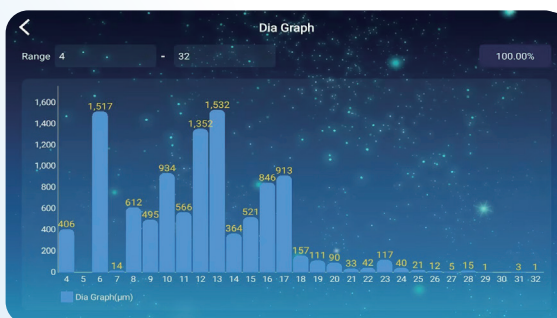 Dia Graph
Range 4 - 32 100.00%
1,600
1,400
1,200
1,000
800
600
400
200
0
406 1,517 14 612 495 934 566 1,352 1,532 364 521 846 913 157 111 90 33 42 117 40 21 12 5 15 1 3 1
4 5 6 7 8 9 10 11 12 13 14 15 16 17 18 19 20 21 22 23 24 25 26 27 28 29 30 31 32
Dia Graph(μm)